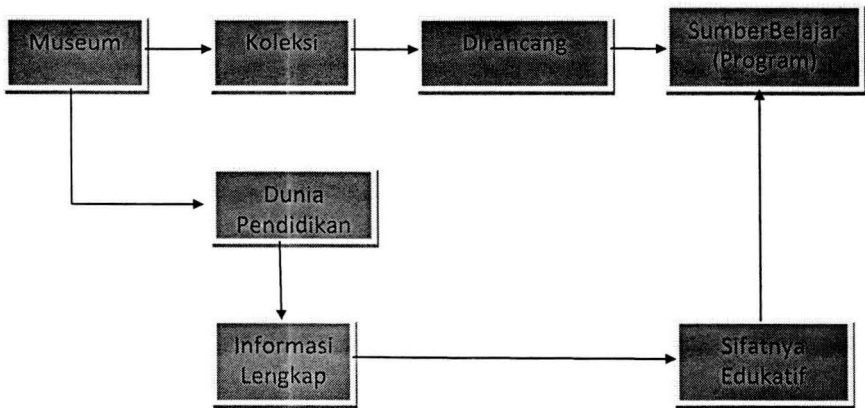 Museum
Koleksi
Dirancang
SumberBelajar
(Program)
Dunia
Pendidikan
Informasi
Lengkap
Sifatnya
Edukatif